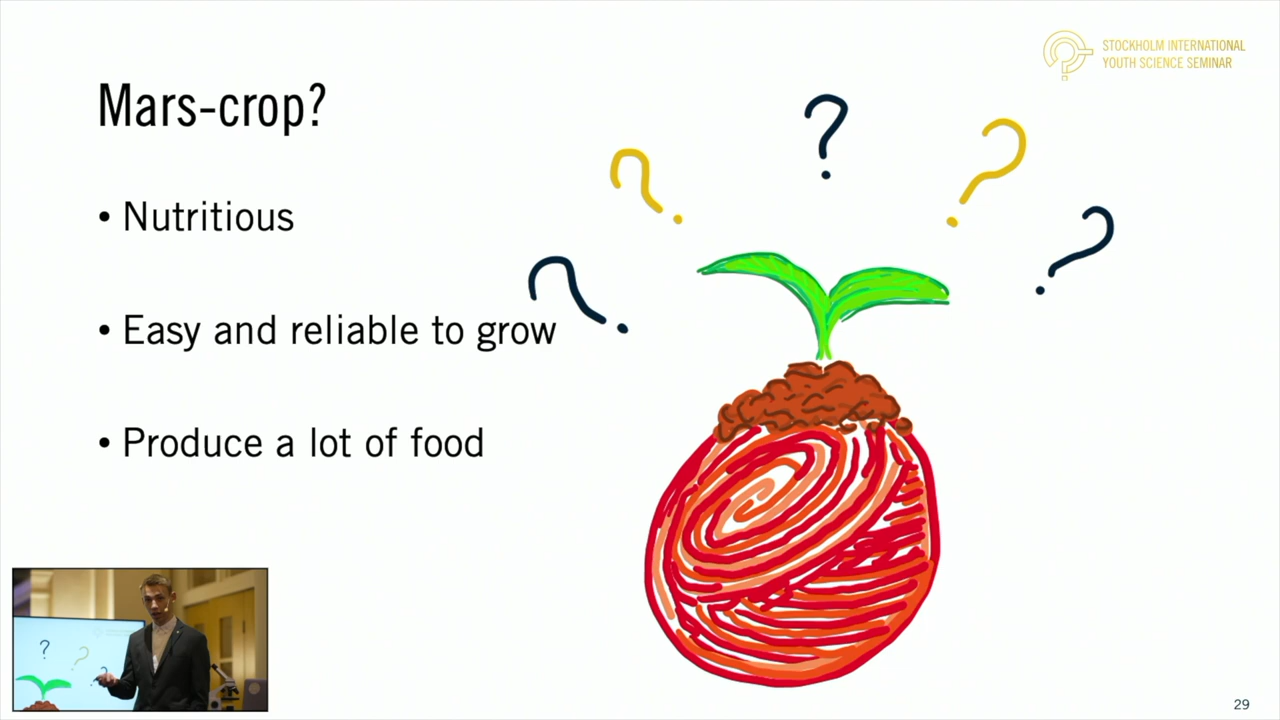 STOCKHOLM INTERNATIONAL
YOUTH SCIENCE SEMINAR
Mars-crop?
• Nutritious
• Easy and reliable to grow
• Produce a lot of food
? ? ? ? ?
29